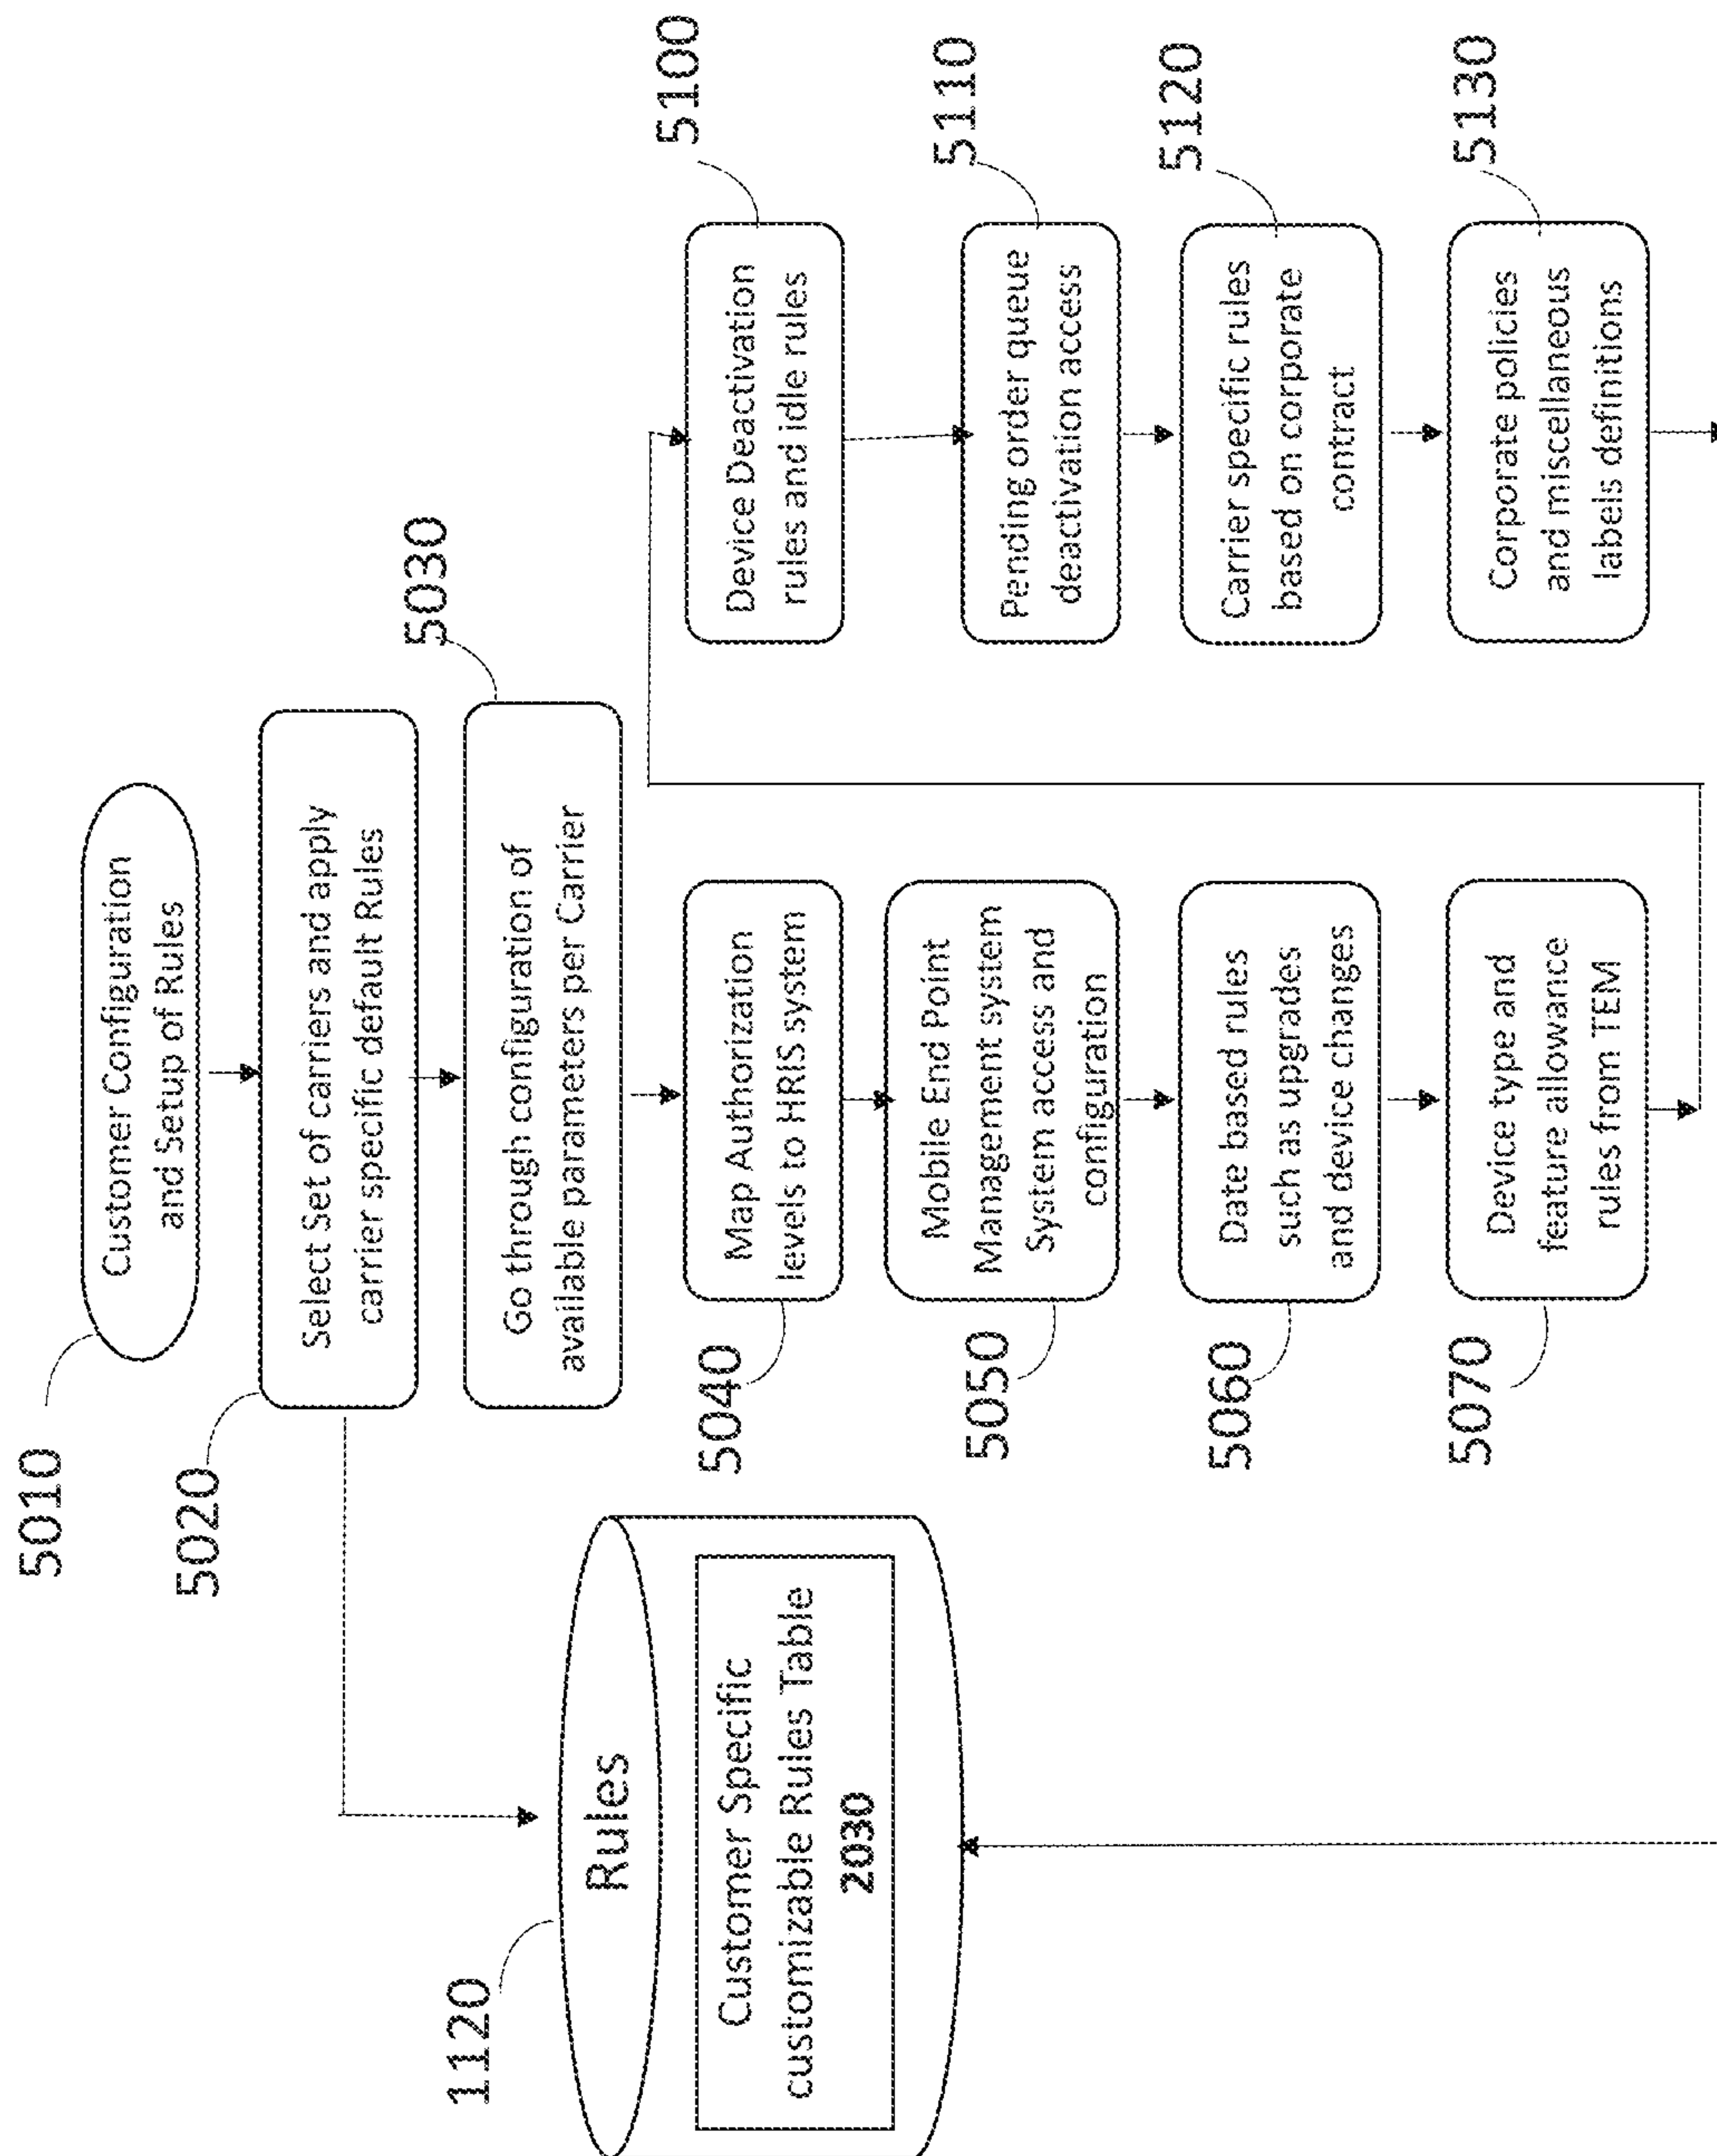 5010
Customer Configuration
and Setup of Rules
5020
Select Set of carriers and apply
carrier specific default Rules
5030
Go through configuration of
available parameters per Carrier
1120
Rules
Customer Specific
customizable Rules Table
2030
5040
Map Authorization
levels to HRIS system
5050
Mobile End Point
Management system
System access and
configuration
5060
Date based rules
such as upgrades
and device changes
5070
Device type and
feature allowance
rules from TEM
5100
Device Deactivation
rules and idle rules
5110
Pending order queue
deactivation access
5120
Carrier specific rules
based on corporate
contract
5130
Corporate policies
and miscellaneous
labels definitions